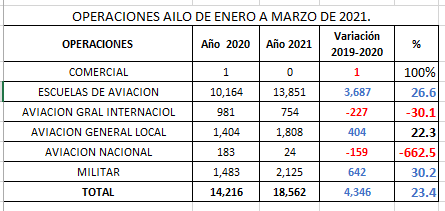 OPERACIONES AILO DE ENERO A MARZO DE 2021.
OPERACIONES Año 2020 Año 2021 Variación 2019-2020 %
COMERCIAL 1 0 1 100%
ESCUELAS DE AVIACION 10,164 13,851 3,687 26.6
AVIACION GRAL INTERNACIOL 981 754 -227 -30.1
AVIACION GENERAL LOCAL 1,404 1,808 404 22.3
AVIACION NACIONAL 183 24 -159 -662.5
MILITAR 1,483 2,125 642 30.2
TOTAL 14,216 18,562 4,346 23.4